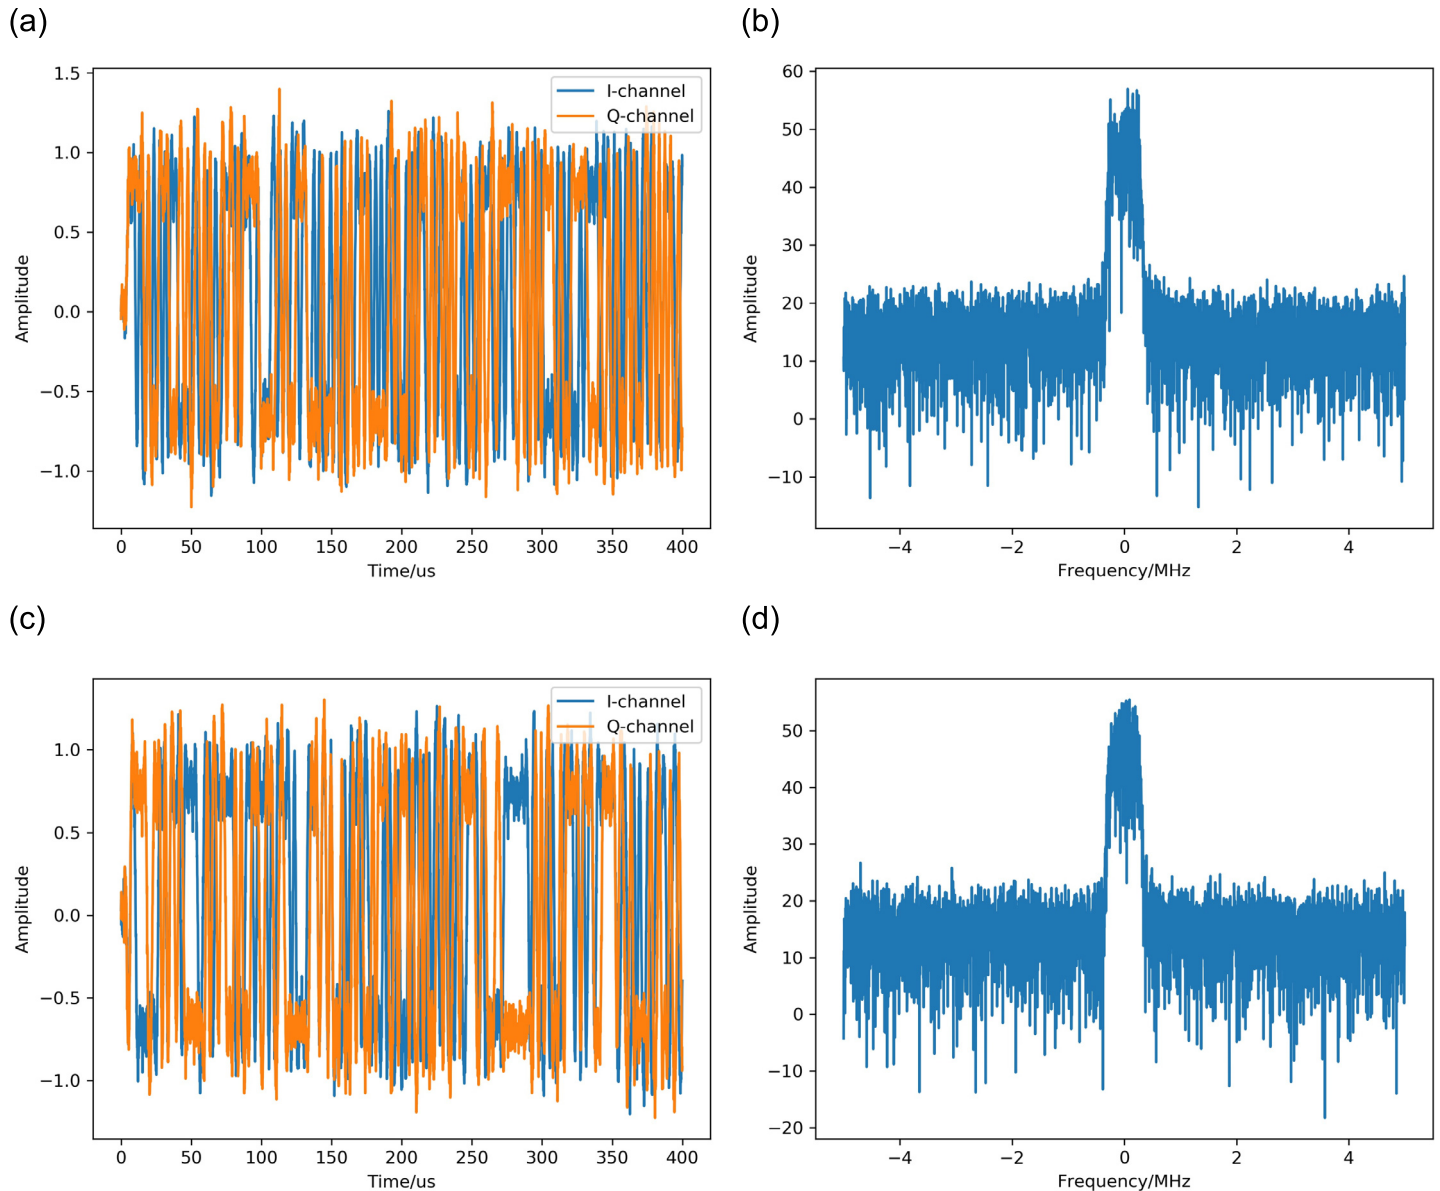 (a)
1.5
1.0
0.5
0.0
−0.5
−1.0
Amplitude
I-channel
Q-channel
0 50 100 150 200 250 300 350 400
Time/us
(b)
60
50
40
30
20
10
0
−10
Amplitude
−4 −2 0 2 4
Frequency/MHz
(c)
1.0
0.5
0.0
−0.5
−1.0
Amplitude
I-channel
Q-channel
0 50 100 150 200 250 300 350 400
Time/us
(d)
50
40
30
20
10
0
−10
−20
Amplitude
−4 −2 0 2 4
Frequency/MHz